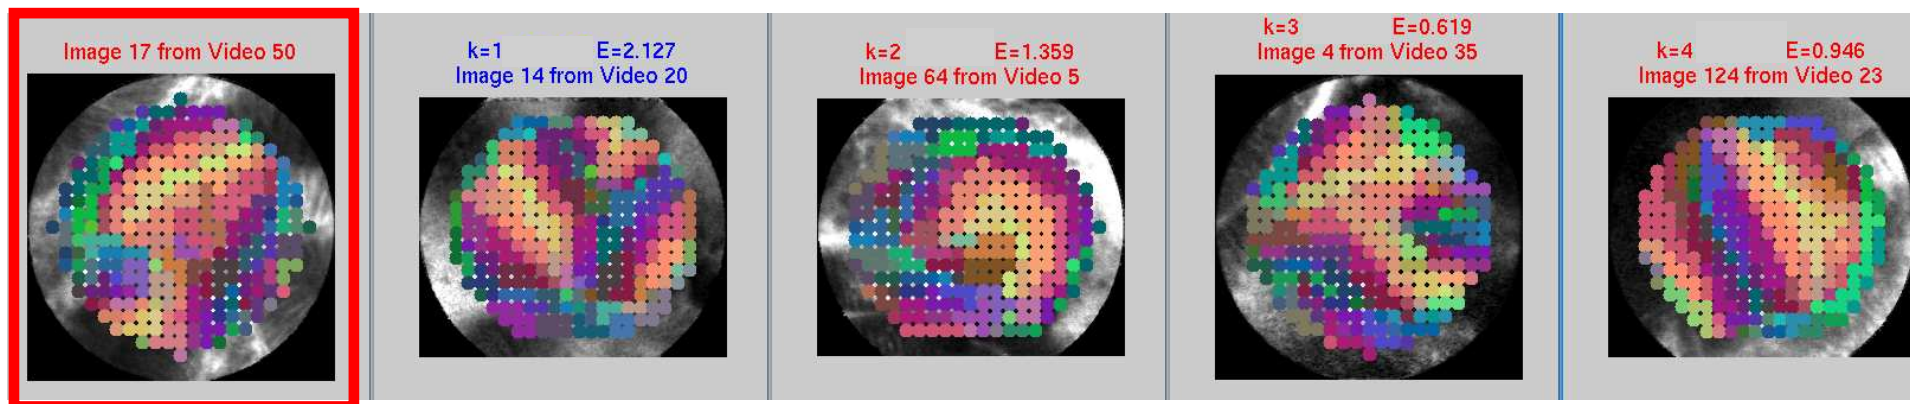 Image 17 from Video 50
k=1 E=2.127
Image 14 from Video 20
k=2 E=1.359
Image 64 from Video 5
k=3 E=0.619
Image 4 from Video 35
k=4 E=0.946
Image 124 from Video 23